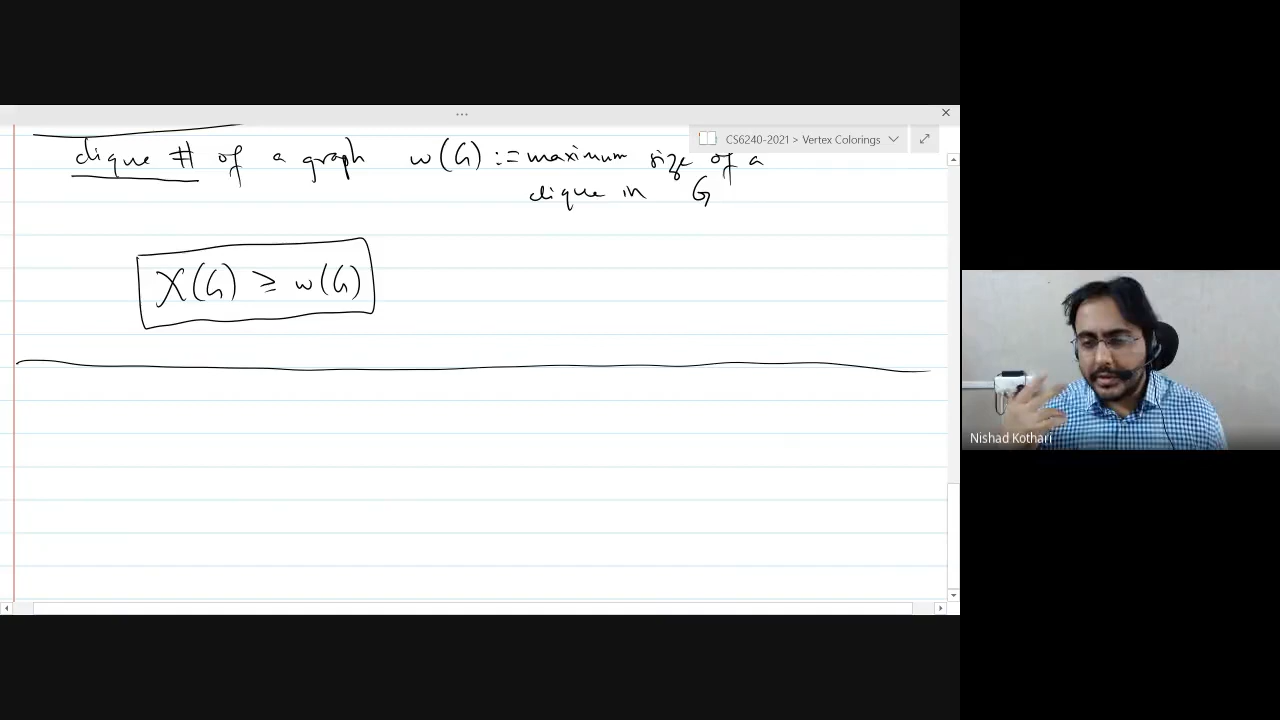 CS6240-2021 > Vertex Colorings
clique # of a graph w(G) := maximum size of a
clique in G
χ(G) ≥ w(G)
Nishad Kothari